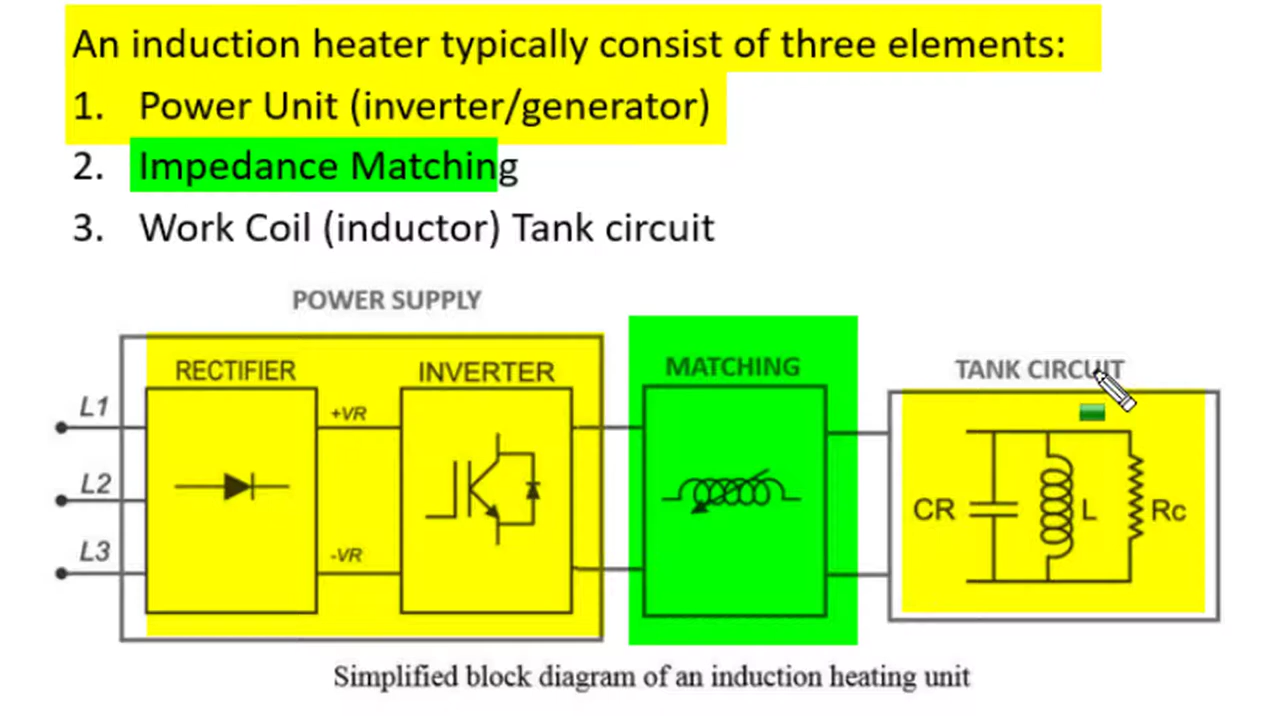 An induction heater typically consist of three elements:
1. Power Unit (inverter/generator)
2. Impedance Matching
3. Work Coil (inductor) Tank circuit
POWER SUPPLY
RECTIFIER
INVERTER
MATCHING
TANK CIRCUIT
L1
+VR
L2
CR
L
Rc
L3
-VR
Simplified block diagram of an induction heating unit